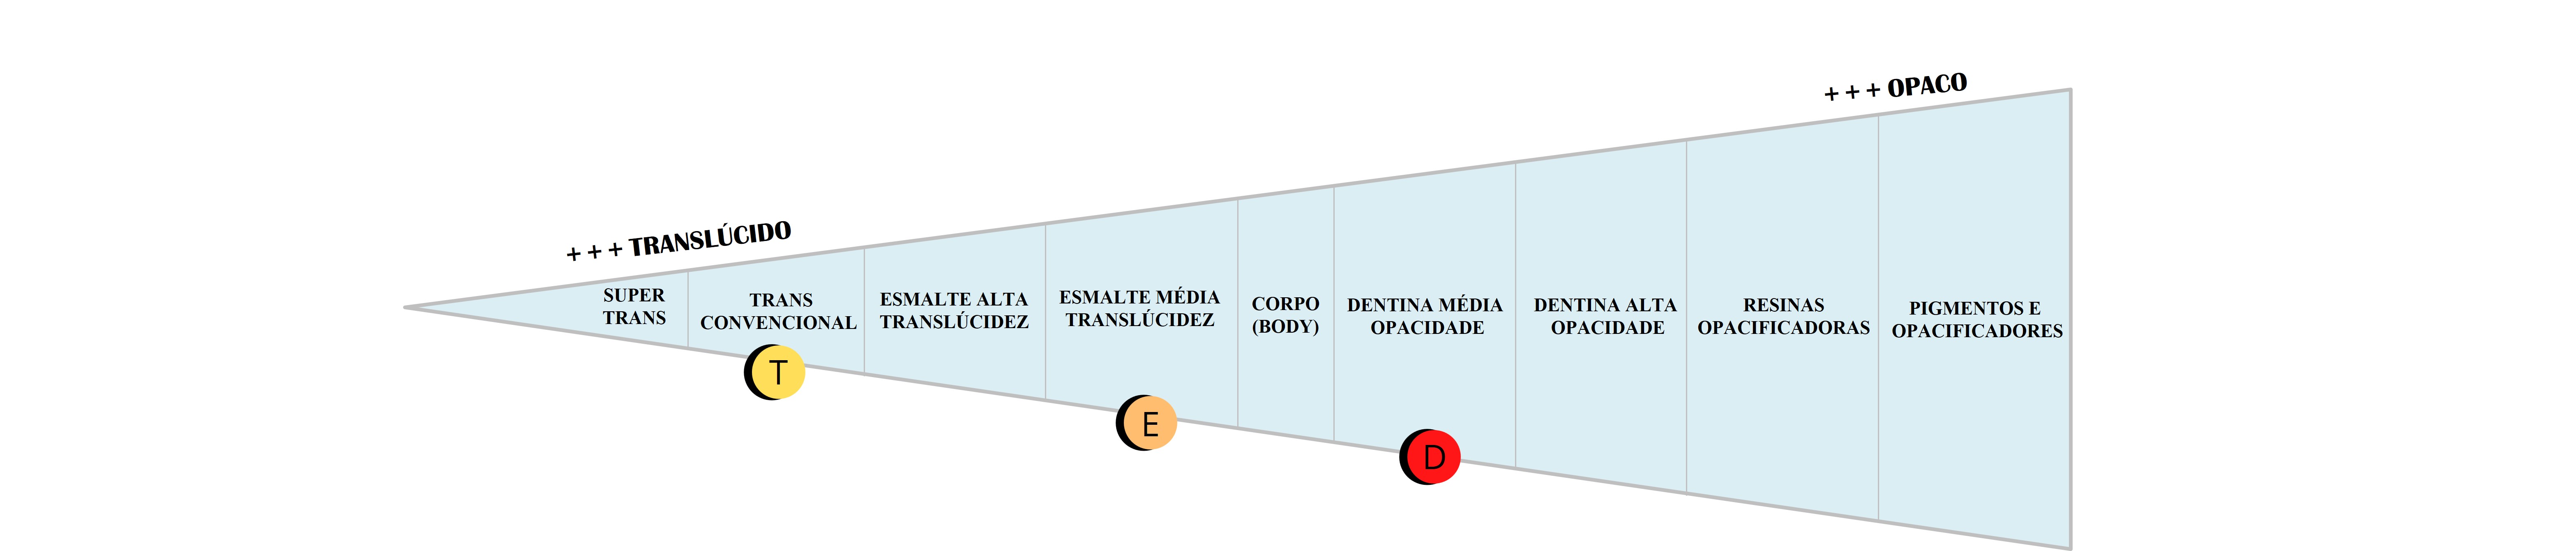 + + + OPACO
+ + + TRANSLÚCIDO
SUPER
TRANS
TRANS
CONVENCIONAL
ESMALTE ALTA
TRANSLÚCIDEZ
ESMALTE MÉDIA
TRANSLÚCIDEZ
CORPO
(BODY)
DENTINA MÉDIA
OPACIDADE
DENTINA ALTA
OPACIDADE
RESINAS
OPACIFICADORAS
PIGMENTOS E
OPACIFICADORES
T
E
D